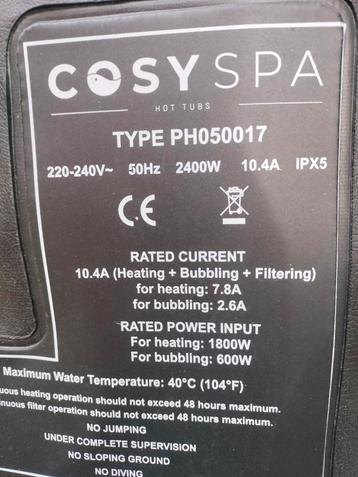 COSY SPA
HOT TUBS
TYPE PH050017
220-240V~ 50Hz 2400W 10.4A IPX5
CE
RATED CURRENT
10.4A (Heating + Bubbling + Filtering)
for heating: 7.8A
for bubbling: 2.6A
RATED POWER INPUT
For heating: 1800W
For bubbling: 600W
Maximum Water Temperature: 40°C (104°F)
heating operation should not exceed 48 hours maximum.
filter operation should not exceed 48 hours maximum.
NO JUMPING
UNDER COMPLETE SUPERVISION
NO SLOPING GROUND
NO DIVING